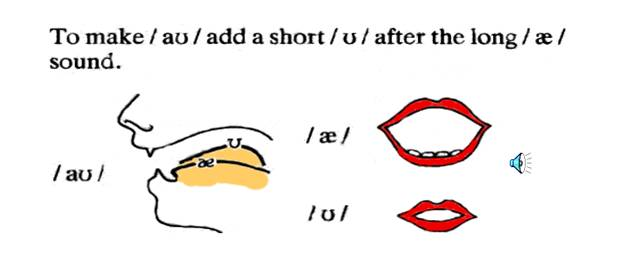 To make / aʊ / add a short / ʊ / after the long / æ /
sound.
/ æ /
ʊ
æ
/ aʊ /
/ ʊ /